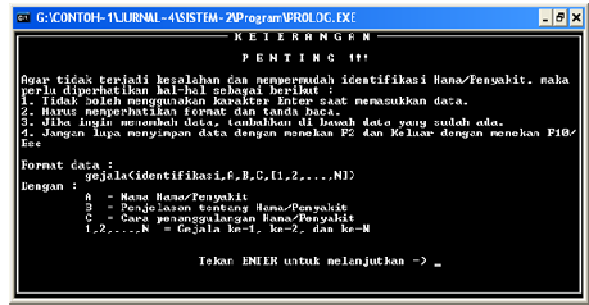 G:\CONTOH~1\JURNAL~4\SISTEM~2\Program\PROLOG.EXE
KETERANGAN
PENTING !!!
Agar tidak terjadi kesalahan dan mempermudah identifikasi Hama/Penyakit, maka
perlu diperhatikan hal-hal sebagai berikut :
1. Tidak boleh menggunakan karakter Enter saat memasukkan data.
2. Harus memperhatikan format dan tanda baca.
3. Jika ingin menambah data, tambahkan di bawah data yang sudah ada.
4. Jangan lupa menyimpan data dengan menekan F2 dan Keluar dengan menekan F10/
Esc
Format data :
gejala(identifikasi,A,B,C,[1,2,...,N])
Dengan :
A - Nama Hama/Penyakit
B - Penjelasan tentang Hama/Penyakit
C - Cara penanggulangan Hama/Penyakit
1,2,...,N = Gejala ke-1, ke-2, dan ke-N
Tekan ENTER untuk melanjutkan -> _